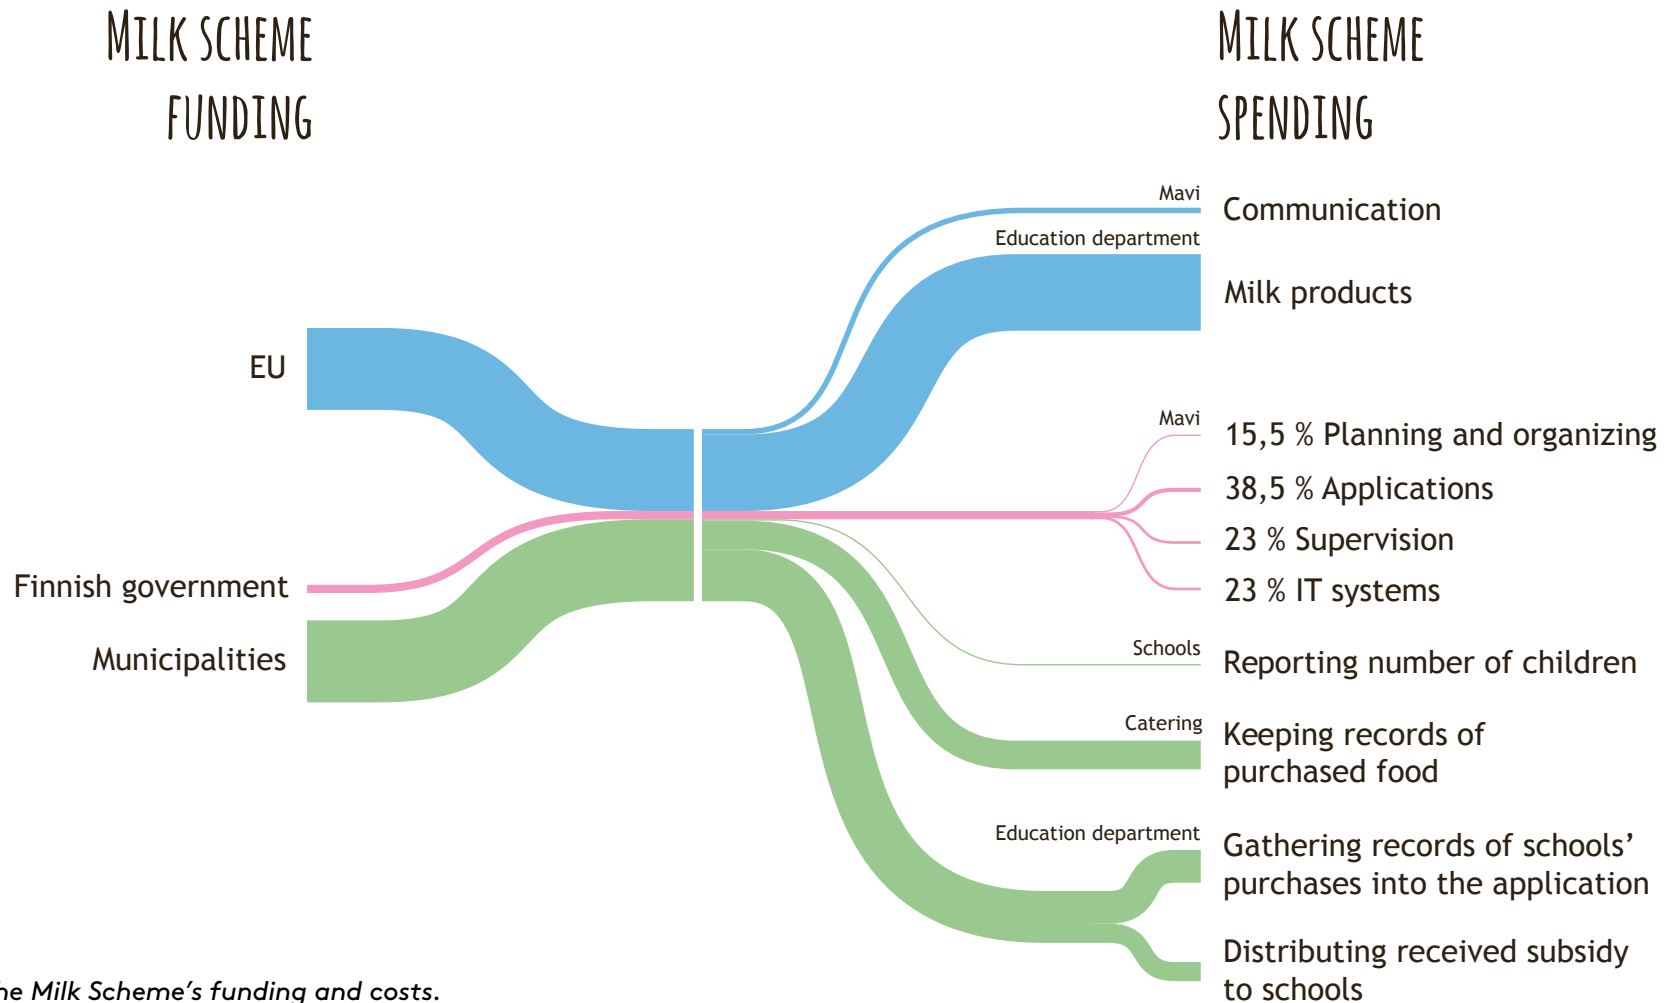 MILK SCHEME
FUNDING
MILK SCHEME
SPENDING
EU
Finnish government
Municipalities
Mavi
Communication
Education department
Milk products
Mavi
15,5 % Planning and organizing
38,5 % Applications
23 % Supervision
23 % IT systems
Schools
Reporting number of children
Catering
Keeping records of
purchased food
Education department
Gathering records of schools’
purchases into the application
Distributing received subsidy
to schools
he Milk Scheme’s funding and costs.